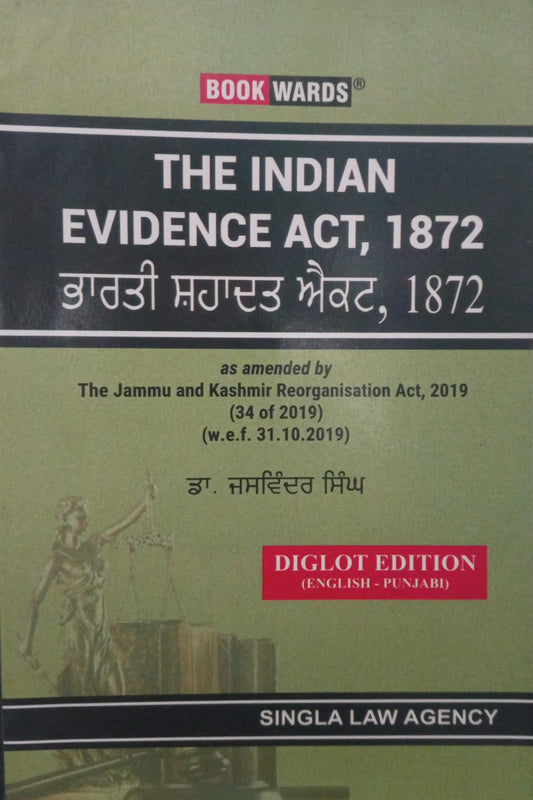 BOOK WARDS®
THE INDIAN
EVIDENCE ACT, 1872
ਭਾਰਤੀ ਸ਼ਹਾਦਤ ਐਕਟ, 1872
as amended by
The Jammu and Kashmir Reorganisation Act, 2019
(34 of 2019)
(w.e.f. 31.10.2019)
ਡਾ. ਜਸਵਿੰਦਰ ਸਿੰਘ
DIGLOT EDITION
(ENGLISH - PUNJABI)
SINGLA LAW AGENCY